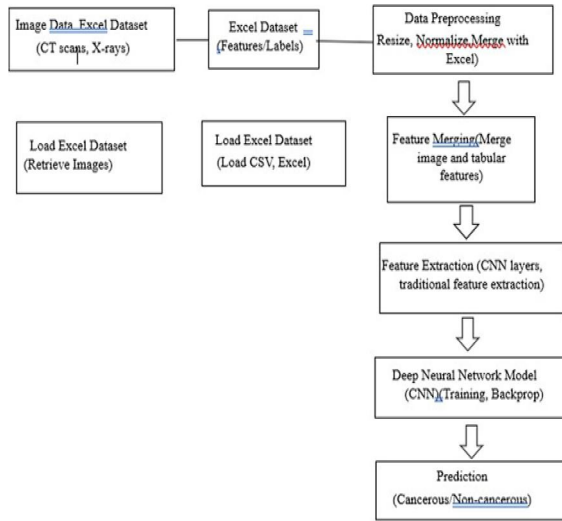 Image Data Excel Dataset
(CT scans, X-rays)
Excel Dataset
(Features/Labels)
Data Preprocessing
Resize, Normalize,Merge with
Excel)
Load Excel Dataset
(Retrieve Images)
Load Excel Dataset
(Load CSV, Excel)
Feature Merging(Merge
image and tabular
features)
Feature Extraction (CNN layers,
traditional feature extraction)
Deep Neural Network Model
(CNN)(Training, Backprop)
Prediction
(Cancerous/Non-cancerous)